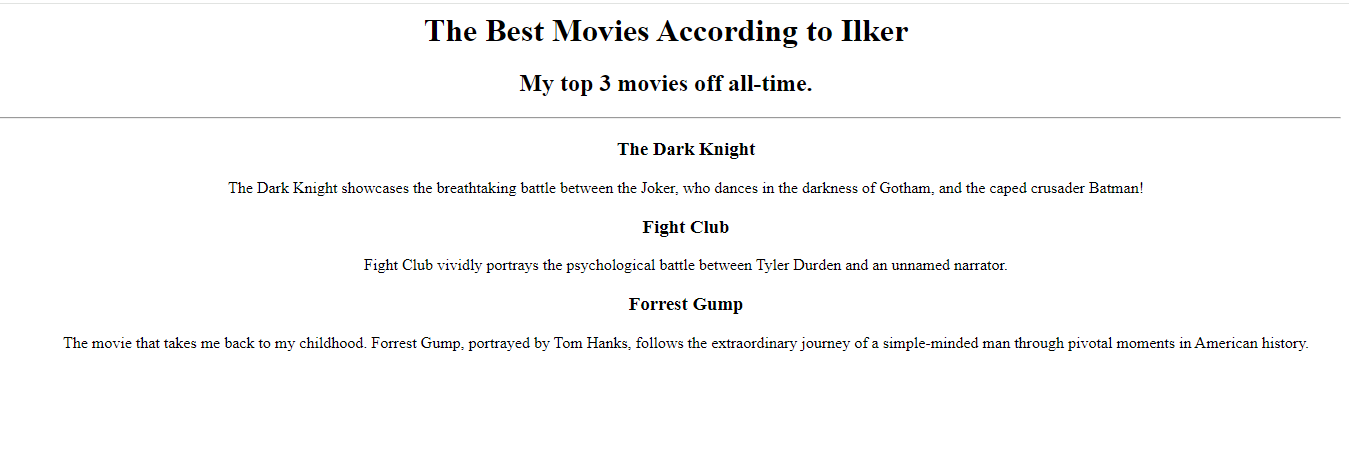 The Best Movies According to Ilker
My top 3 movies off all-time.
The Dark Knight
The Dark Knight showcases the breathtaking battle between the Joker, who dances in the darkness of Gotham, and the caped crusader Batman!
Fight Club
Fight Club vividly portrays the psychological battle between Tyler Durden and an unnamed narrator.
Forrest Gump
The movie that takes me back to my childhood. Forrest Gump, portrayed by Tom Hanks, follows the extraordinary journey of a simple-minded man through pivotal moments in American history.